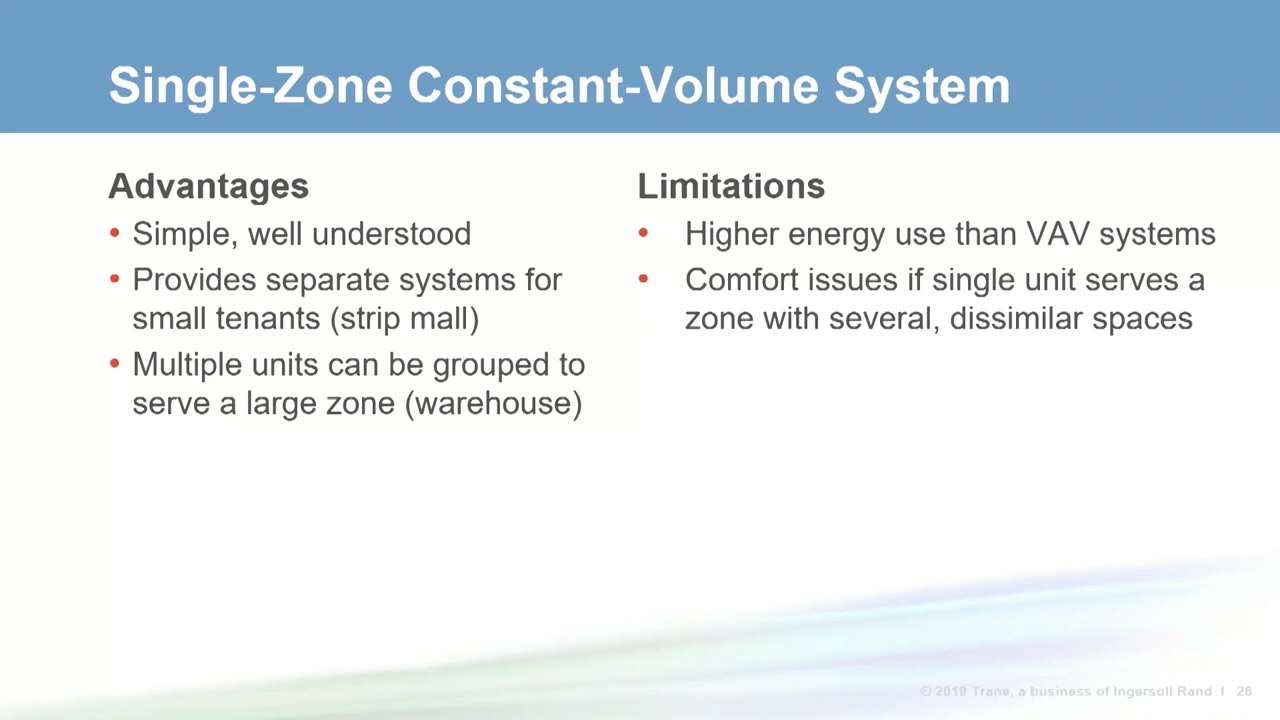 Single-Zone Constant-Volume System
Advantages
• Simple, well understood
• Provides separate systems for
small tenants (strip mall)
• Multiple units can be grouped to
serve a large zone (warehouse)
Limitations
• Higher energy use than VAV systems
• Comfort issues if single unit serves a
zone with several, dissimilar spaces
© 2019 Trane, a business of Ingersoll Rand I 26